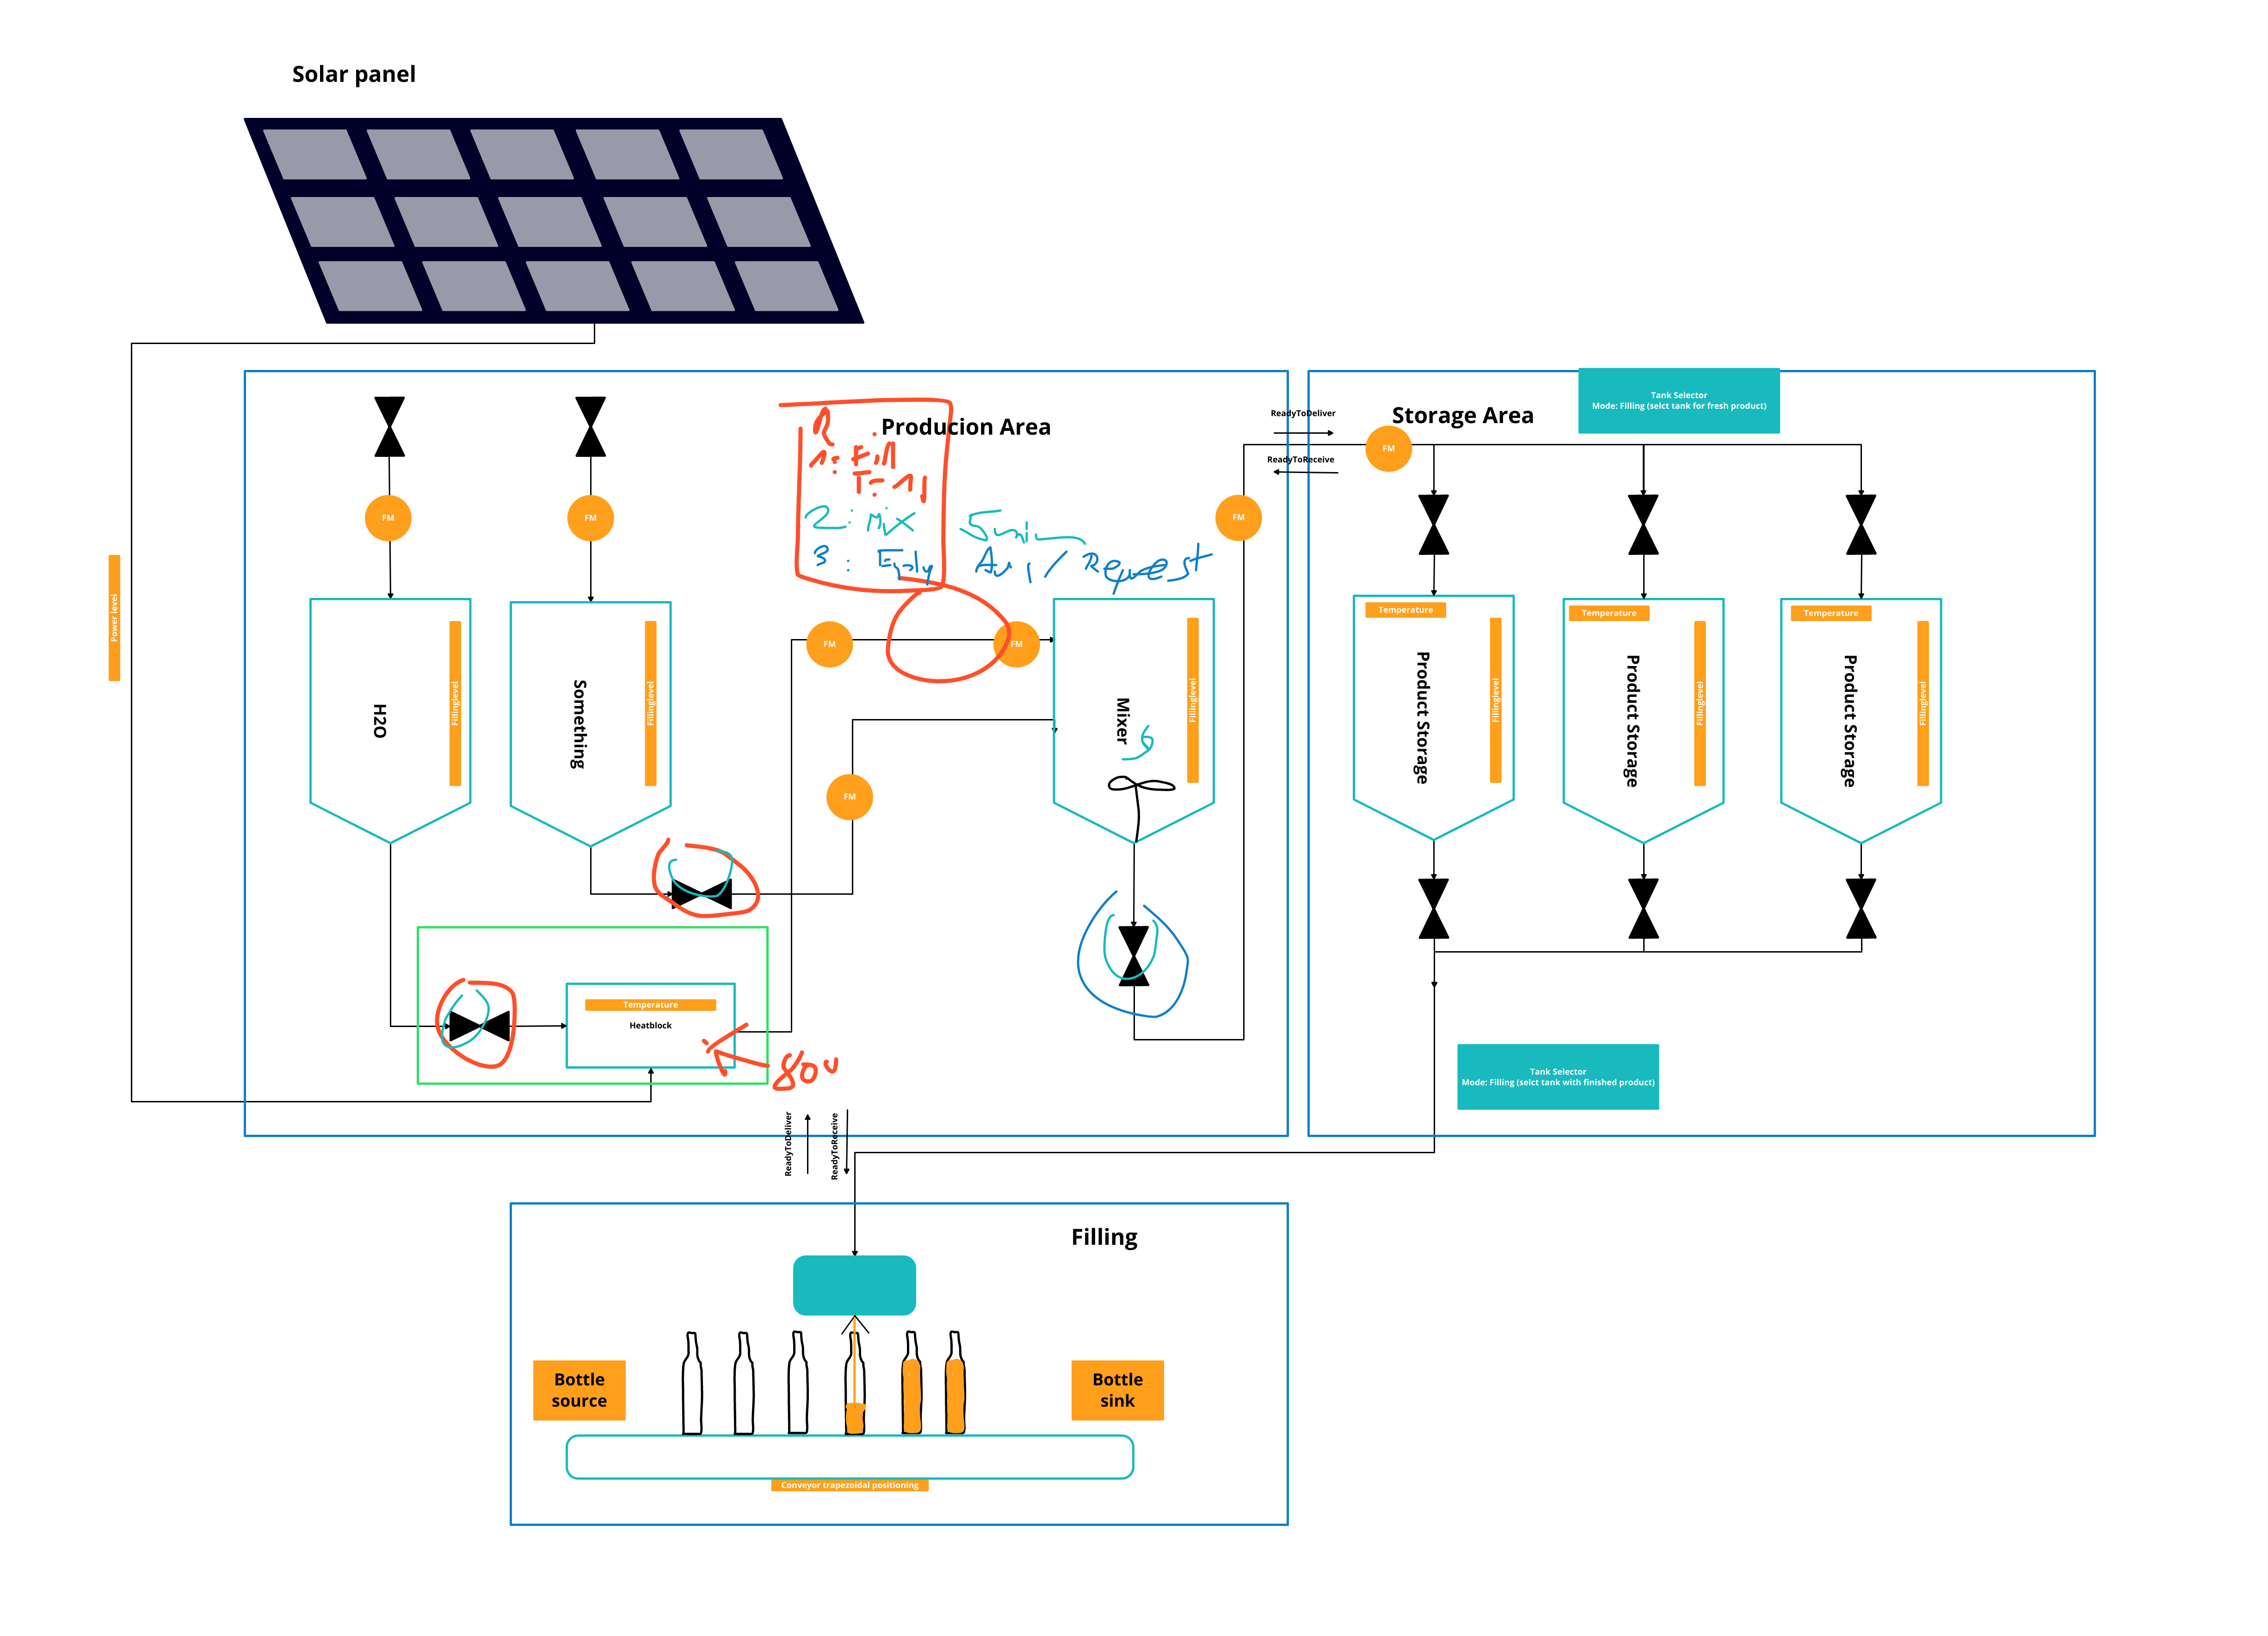 Solar panel
Power level
Producion Area
1: Fill
2: Mix 5min
3: / Request
FM
FM
H2O
Fillinglevel
Something
Fillinglevel
FM
FM
FM
FM
Mixer
Fillinglevel
Temperature
Heatblock
80°
ReadyToDeliver
ReadyToReceive
Storage Area
Tank Selector
Mode: Filling (selct tank for fresh product)
FM
Temperature
Product Storage
Fillinglevel
Temperature
Product Storage
Fillinglevel
Temperature
Product Storage
Fillinglevel
Tank Selector
Mode: Filling (selct tank with finished product)
ReadyToDeliver
ReadyToReceive
Filling
Bottle
source
Bottle
sink
Conveyor trapezoidal positioning